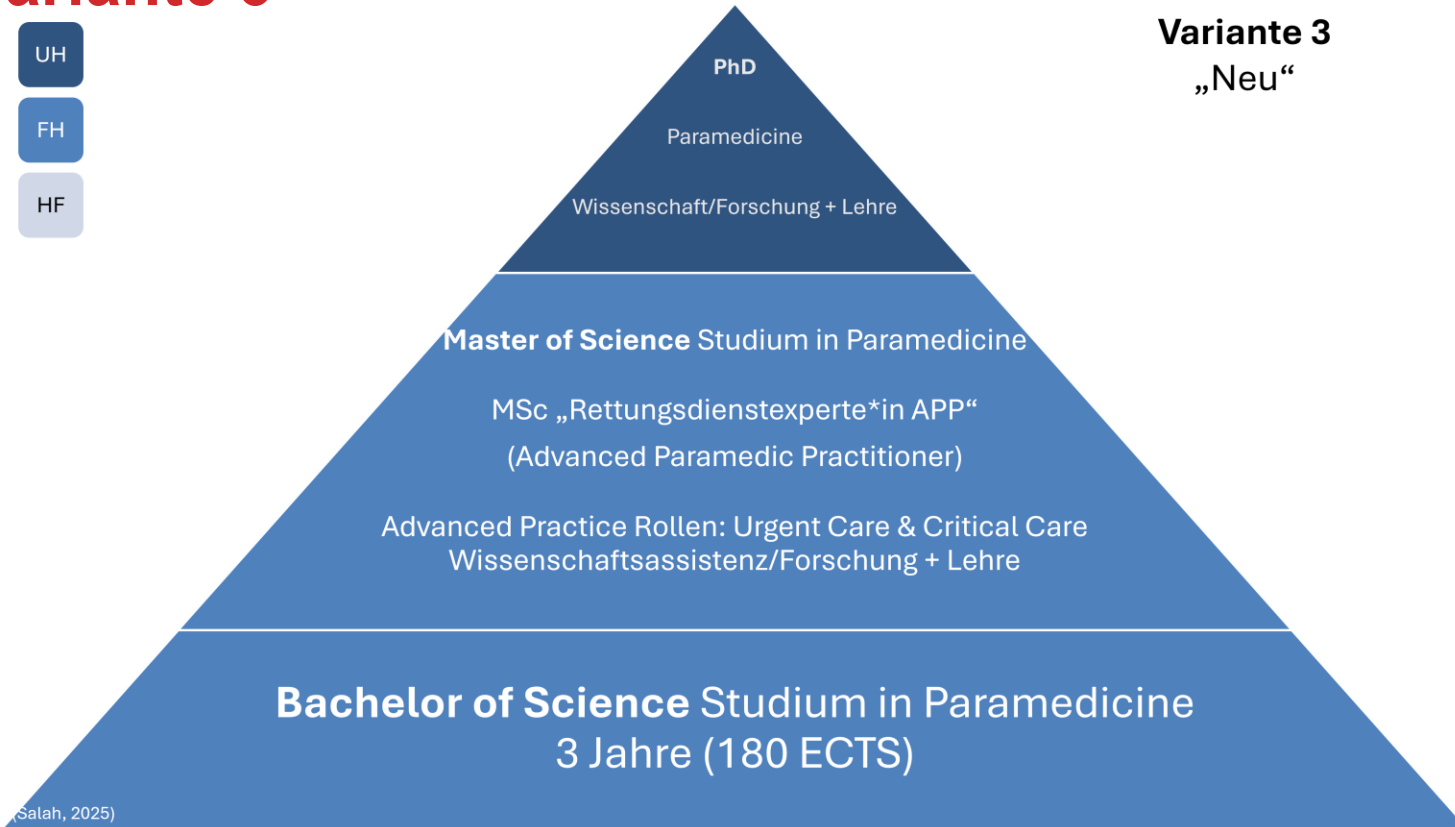 UH
FH
HF
Variante 3
„Neu“
PhD
Paramedicine
Wissenschaft/Forschung + Lehre
Master of Science Studium in Paramedicine
MSc „Rettungsdienstexperte*in APP“
(Advanced Paramedic Practitioner)
Advanced Practice Rollen: Urgent Care & Critical Care
Wissenschaftsassistenz/Forschung + Lehre
Bachelor of Science Studium in Paramedicine
3 Jahre (180 ECTS)
(Salah, 2025)